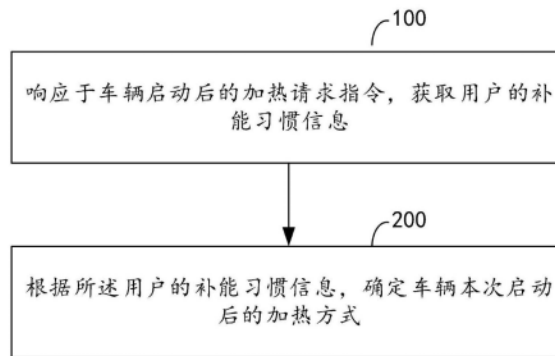 100
响应于车辆启动后的加热请求指令，获取用户的补
能习惯信息
200
根据所述用户的补能习惯信息，确定车辆本次启动
后的加热方式